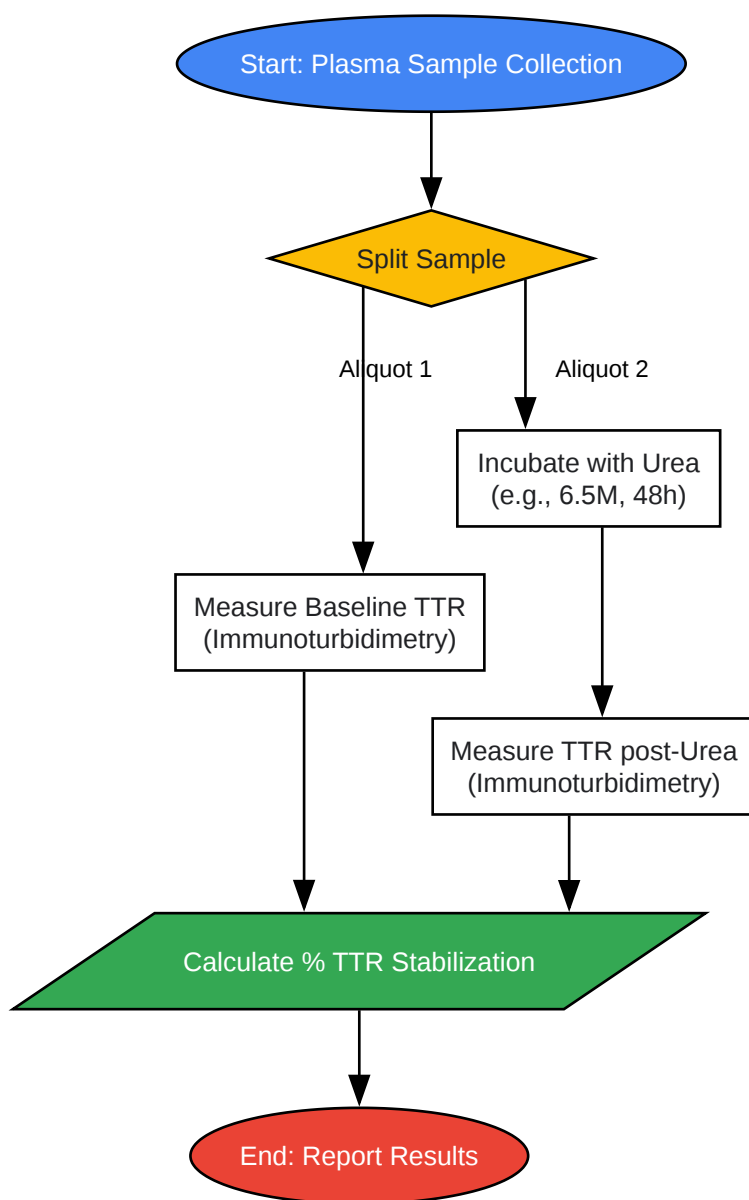 Start: Plasma Sample Collection
Split Sample
Aliquot 1
Aliquot 2
Incubate with Urea
(e.g., 6.5M, 48h)
Measure Baseline TTR
(Immunoturbidimetry)
Measure TTR post-Urea
(Immunoturbidimetry)
Calculate % TTR Stabilization
End: Report Results